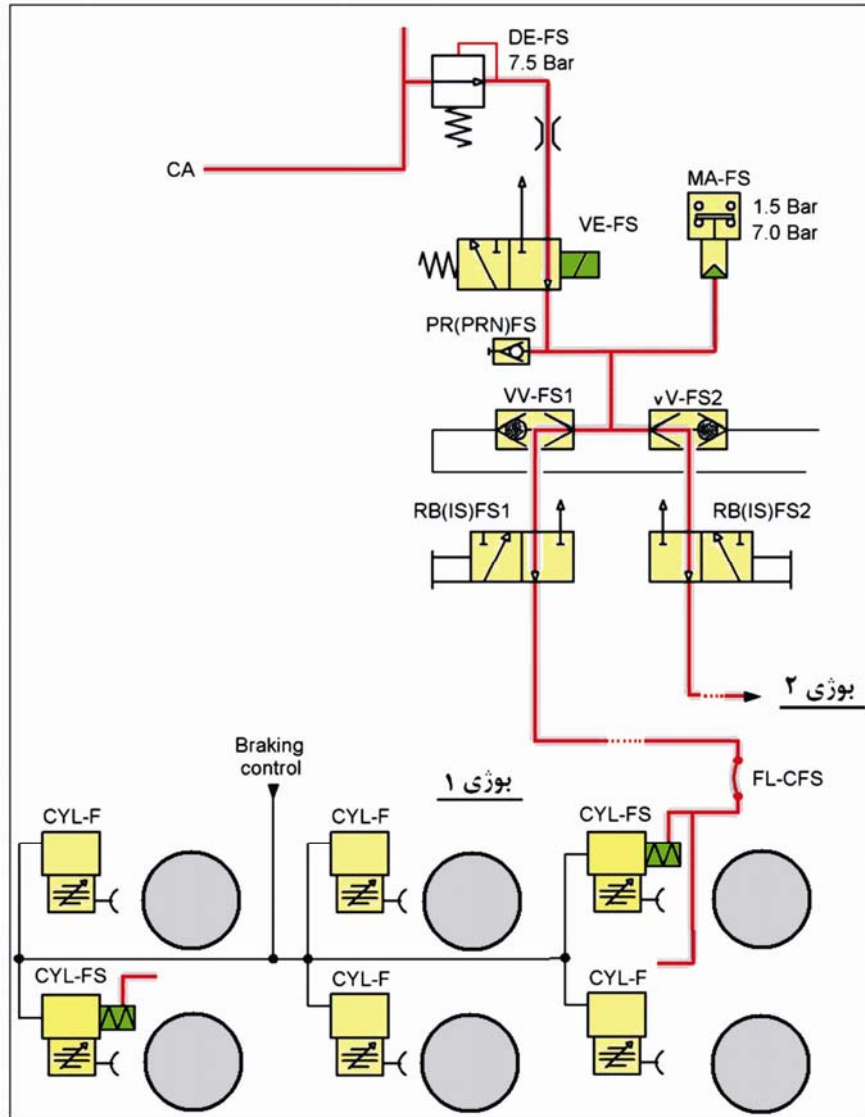 DE-FS
7.5 Bar
CA
MA-FS
1.5 Bar
7.0 Bar
VE-FS
PR(PRN)FS
VV-FS1
vV-FS2
RB(IS)FS1
RB(IS)FS2
بوژی ۲
Braking
control
بوژی ۱
FL-CFS
CYL-F
CYL-F
CYL-FS
CYL-FS
CYL-F
CYL-F